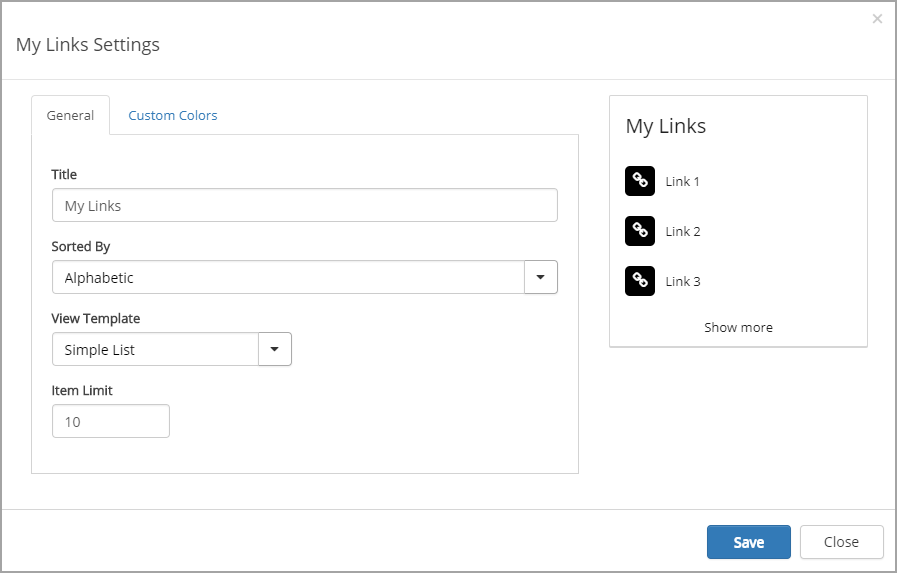 ×
My Links Settings
General Custom Colors
Title
My Links
Sorted By
Alphabetic
View Template
Simple List
Item Limit
10
My Links
Link 1
Link 2
Link 3
Show more
Save Close